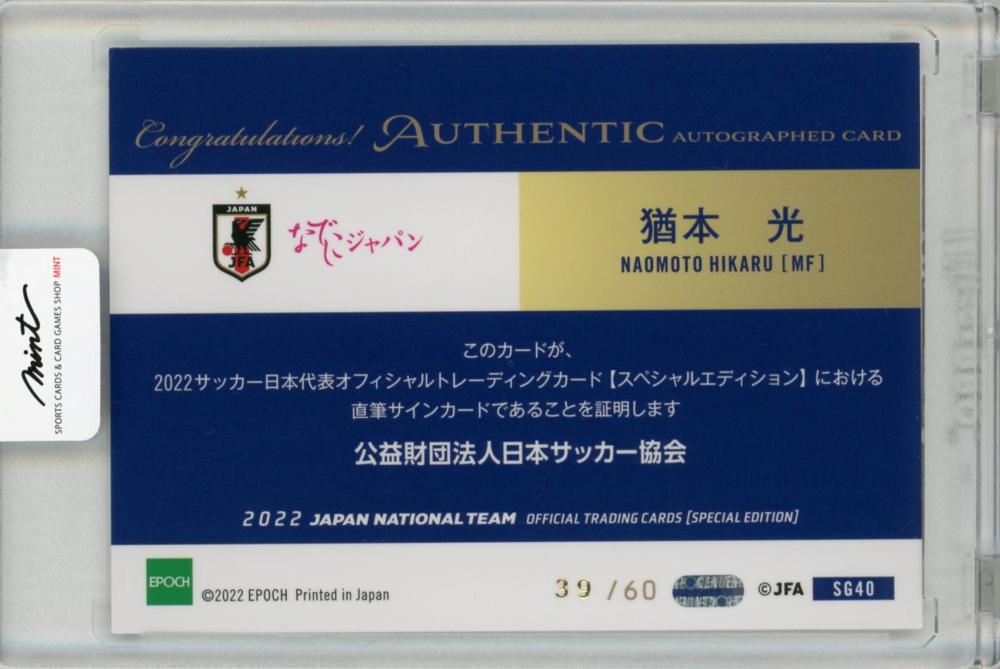 Congratulations! AUTHENTIC AUTOGRAPHED CARD
JAPAN
JFA
なでしこジャパン
猶本 光
NAOMOTO HIKARU [MF]
このカードが、
2022サッカー日本代表オフィシャルトレーディングカード【スペシャルエディション】における
直筆サインカードであることを証明します
公益財団法人日本サッカー協会
2022 JAPAN NATIONAL TEAM OFFICIAL TRADING CARDS [SPECIAL EDITION]
EPOCH
©2022 EPOCH Printed in Japan
39 /60
©JFA
SG40
mint
SPORTS CARDS & CARD GAMES SHOP MINT